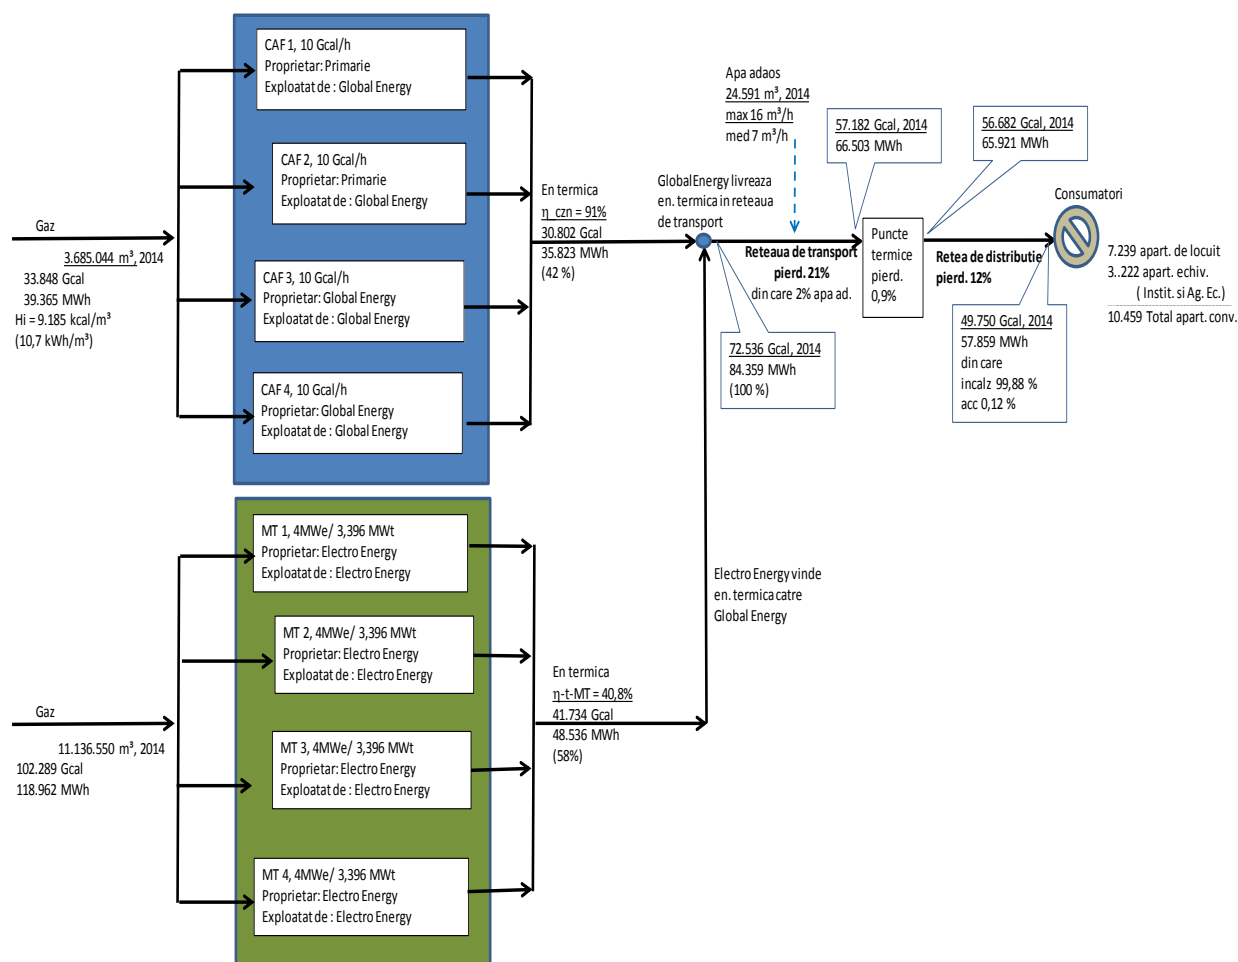 CAF 1, 10 Gcal/h
Proprietar: Primarie
Exploatat de : Global Energy
CAF 2, 10 Gcal/h
Proprietar: Primarie
Exploatat de : Global Energy
CAF 3, 10 Gcal/h
Proprietar: Global Energy
Exploatat de : Global Energy
CAF 4, 10 Gcal/h
Proprietar: Global Energy
Exploatat de : Global Energy
Gaz
3.685.044 m³, 2014
33.848 Gcal
39.365 MWh
Hi = 9.185 kcal/m³
(10,7 kWh/m³)
En termica
η_czn = 91%
30.802 Gcal
35.823 MWh
(42 %)
Apa adaos
24.591 m³, 2014
max 16 m³/h
med 7 m³/h
GlobalEnergy livreaza
en. termica in reteaua
de transport
57.182 Gcal, 2014
66.503 MWh
56.682 Gcal, 2014
65.921 MWh
Reteaua de transport
pierd. 21%
din care 2% apa ad.
Puncte
termice
pierd.
0,9%
Retea de distributie
pierd. 12%
Consumatori
7.239 apart. de locuit
3..222 apart. echiv.
( Instit. si Ag. Ec.)
10.459 Total apart. conv.
72.536 Gcal, 2014
84.359 MWh
(100 %)
49.750 Gcal, 2014
57.859 MWh
din care
incalz 99,88 %
acc 0,12 %
MT 1, 4MWe/ 3,396 MWt
Proprietar: Electro Energy
Exploatat de : Electro Energy
MT 2, 4MWe/ 3,396 MWt
Proprietar: Electro Energy
Exploatat de : Electro Energy
MT 3, 4MWe/ 3,396 MWt
Proprietar: Electro Energy
Exploatat de : Electro Energy
MT 4, 4MWe/ 3,396 MWt
Proprietar: Electro Energy
Exploatat de : Electro Energy
Gaz
11.136.550 m³, 2014
102.289 Gcal
118.962 MWh
En termica
η-t-MT = 40,8%
41.734 Gcal
48.536 MWh
(58%)
Electro Energy vinde
en. termica catre
Global Energy